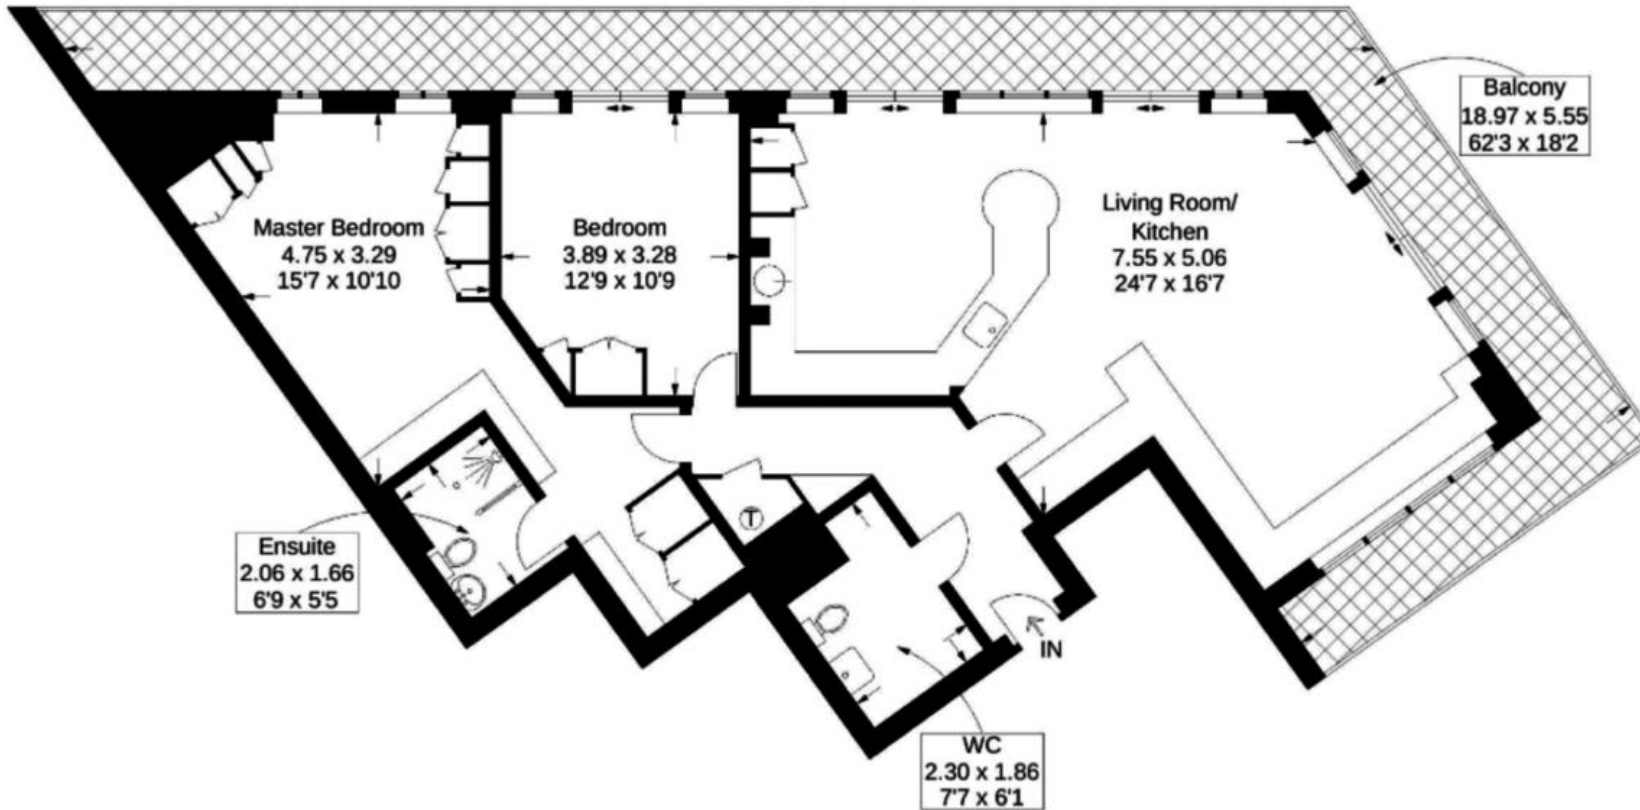 Balcony
18.97 x 5.55
62'3 x 18'2
Master Bedroom
4.75 x 3.29
15'7 x 10'10
Bedroom
3.89 x 3.28
12'9 x 10'9
Living Room/
Kitchen
7.55 x 5.06
24'7 x 16'7
T
Ensuite
2.06 x 1.66
6'9 x 5'5
IN
WC
2.30 x 1.86
7'7 x 6'1